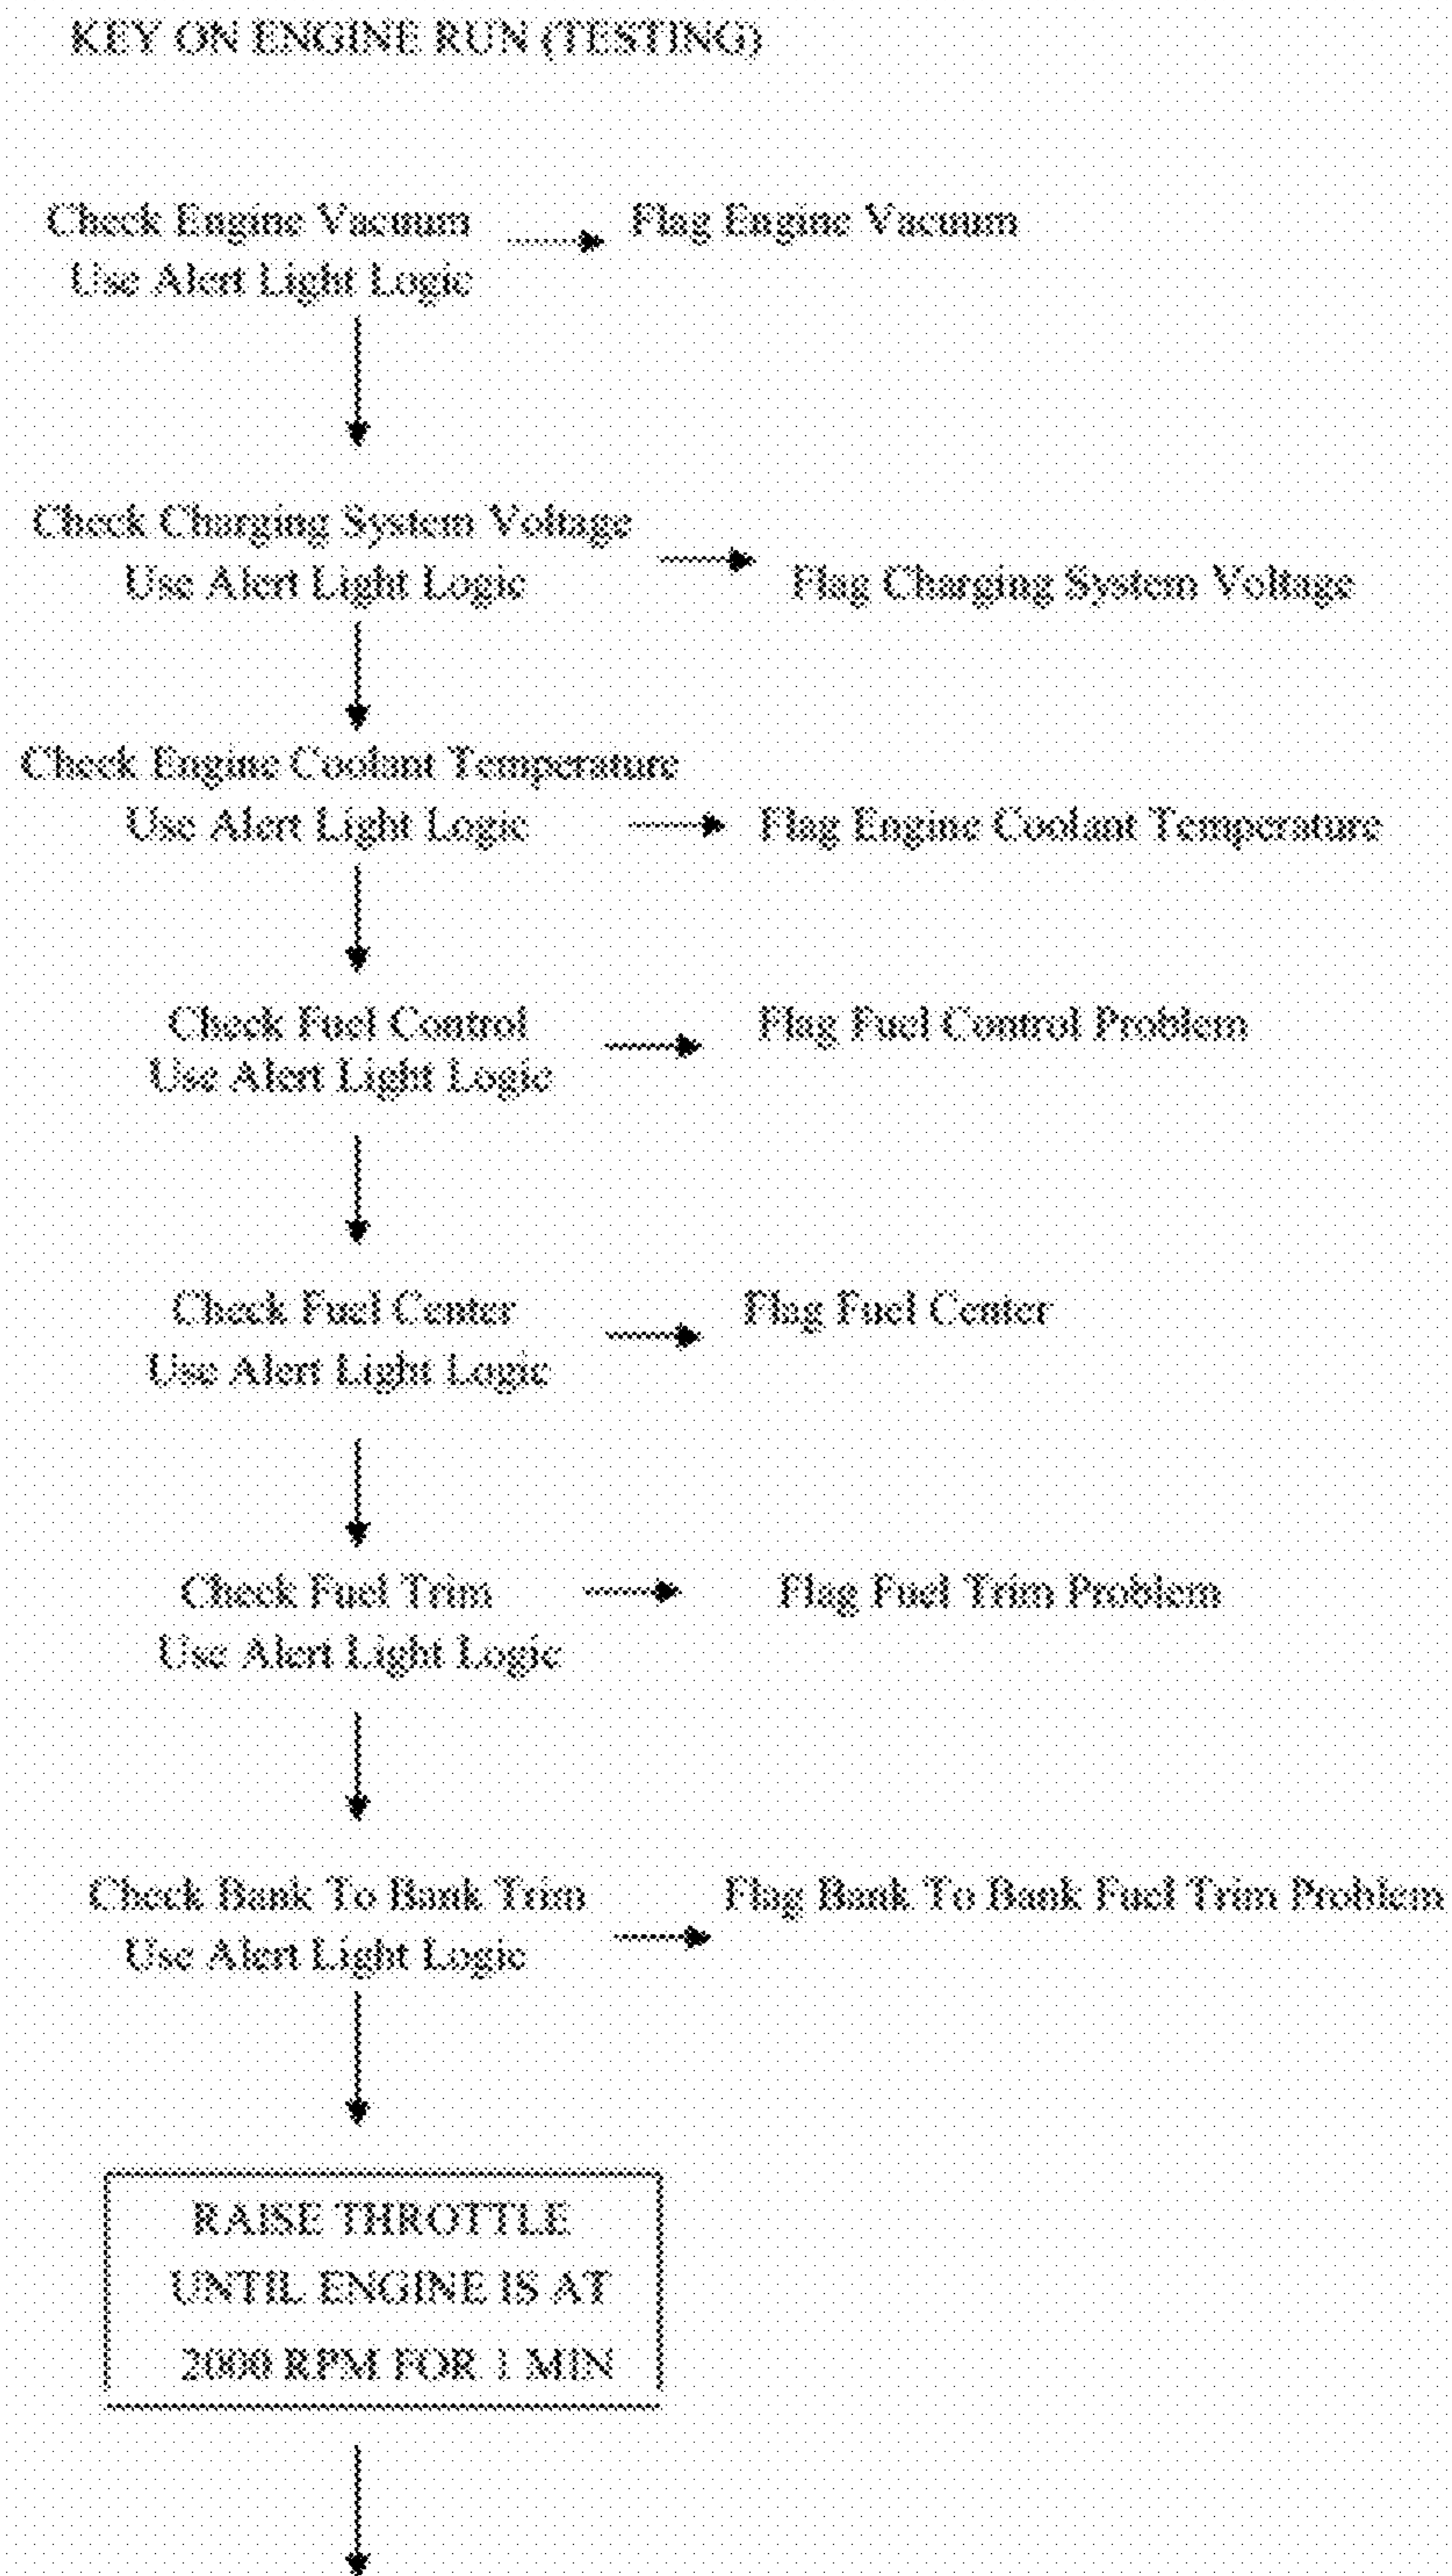 KEY ON ENGINE RUN (TESTING)
Check Engine Vacuum
Use Alert Light Logic
Flag Engine Vacuum
Check Charging System Voltage
Use Alert Light Logic
Flag Charging System Voltage
Check Engine Coolant Temperature
Use Alert Light Logic
Flag Engine Coolant Temperature
Check Fuel Control
Use Alert Light Logic
Flag Fuel Control Problem
Check Fuel Center
Use Alert Light Logic
Flag Fuel Center
Check Fuel Trim
Use Alert Light Logic
Flag Fuel Trim Problem
Check Bank To Bank Trim
Use Alert Light Logic
Flag Bank To Bank Fuel Trim Problem
RAISE THROTTLE
UNTIL ENGINE IS AT
2000 RPM FOR 1 MIN